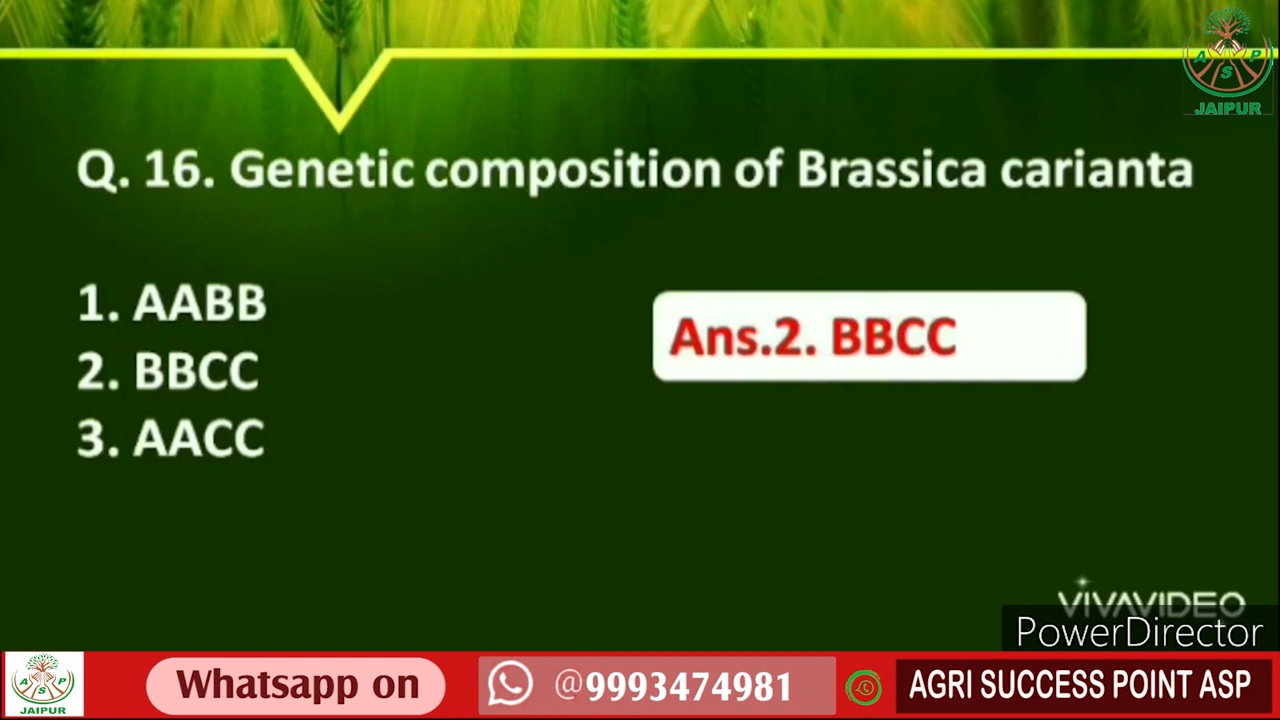 A S P
JAIPUR
Q. 16. Genetic composition of Brassica carianta
1. AABB
2. BBCC
3. AACC
Ans.2. BBCC
VIVAVIDEO
PowerDirector
A S P
JAIPUR
Whatsapp on
@9993474981
AGRI SUCCESS POINT ASP